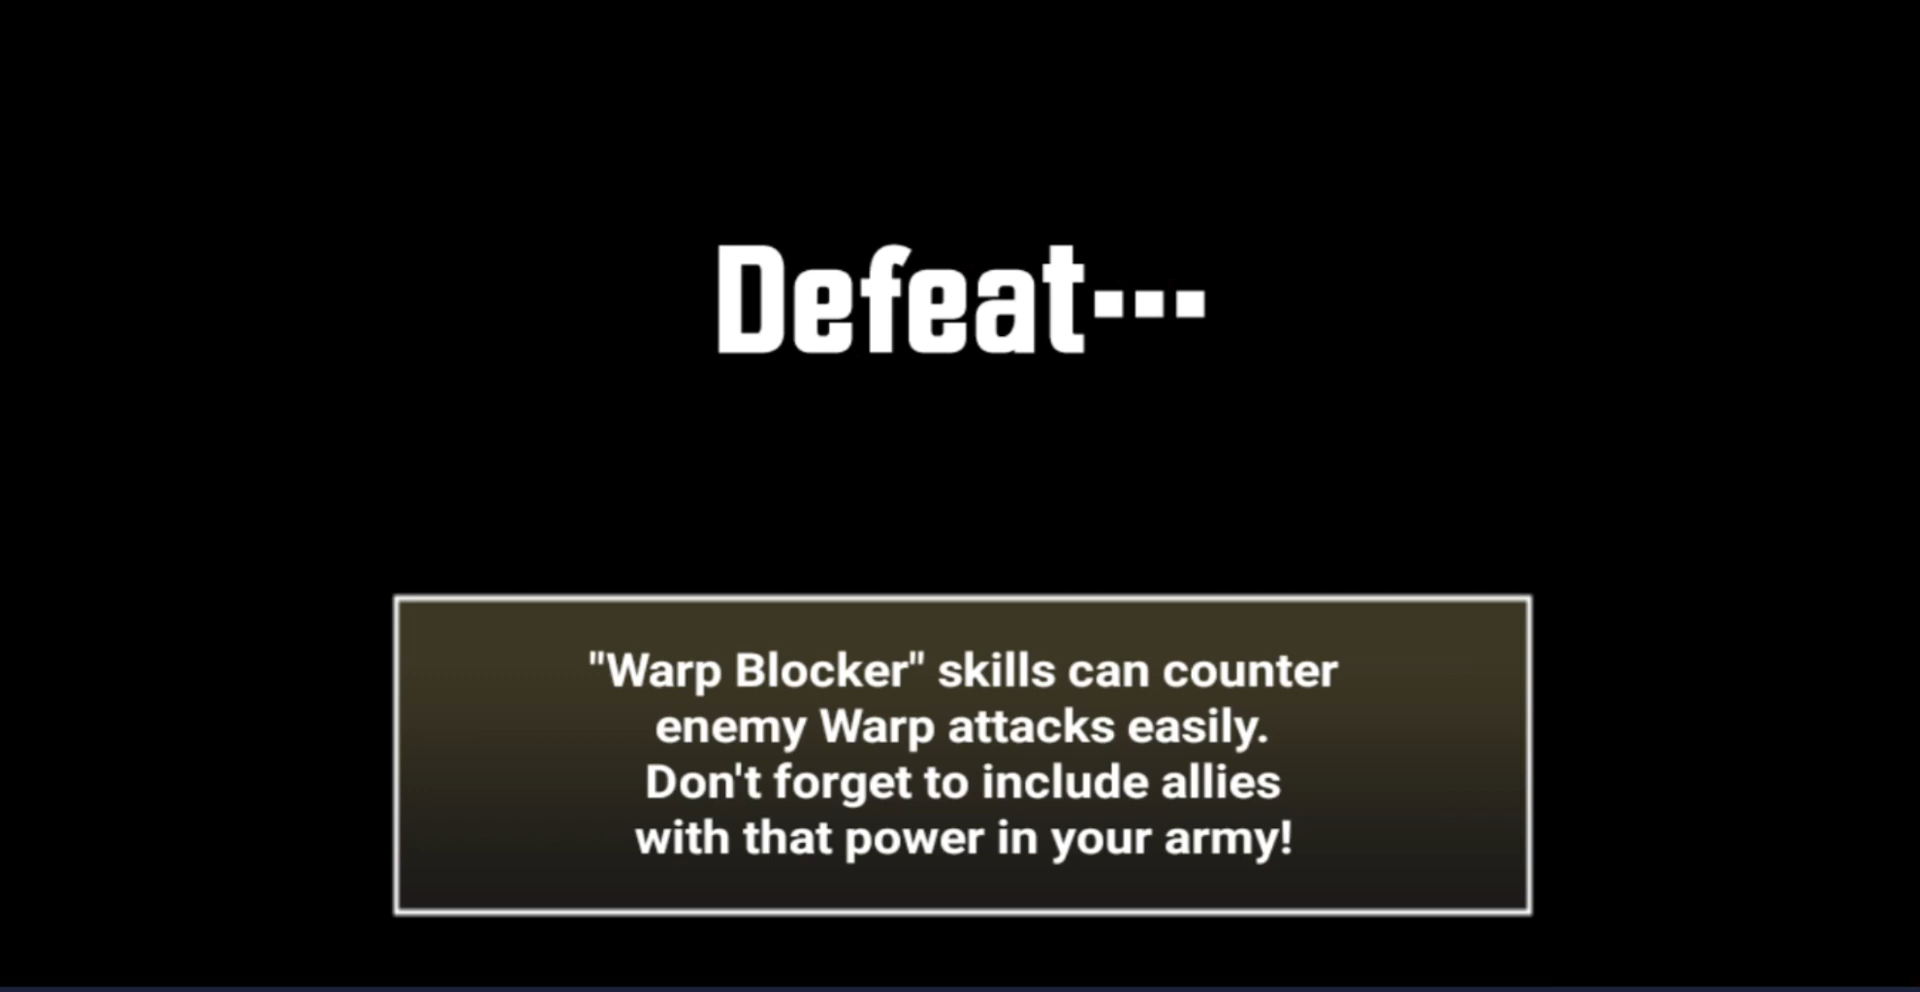 Defeat···
"Warp Blocker" skills can counter
enemy Warp attacks easily.
Don't forget to include allies
with that power in your army!